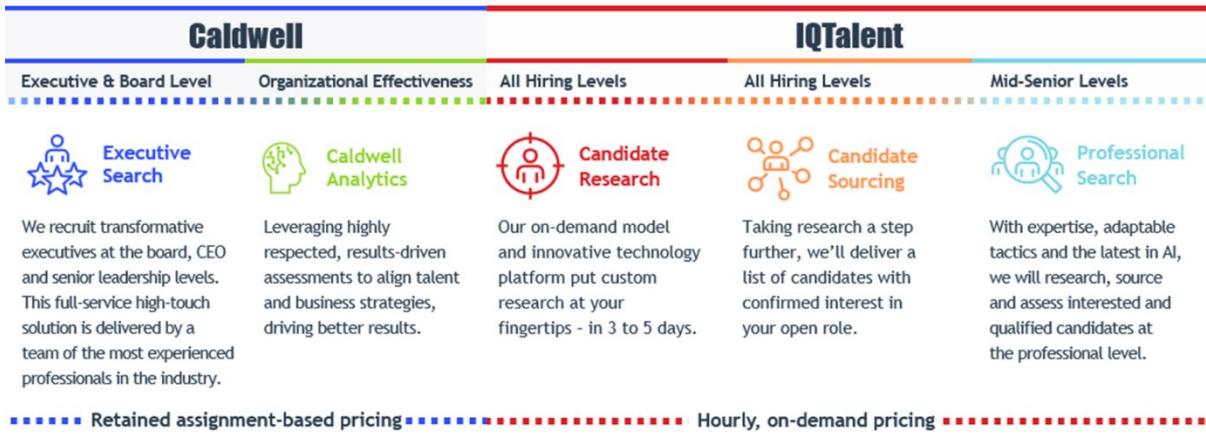 Caldwell
IQTalent
Executive & Board Level
Organizational Effectiveness
All Hiring Levels
All Hiring Levels
Mid-Senior Levels
Executive
Search
We recruit transformative
executives at the board, CEO
and senior leadership levels.
This full-service high-touch
solution is delivered by a
team of the most experienced
professionals in the industry.
Caldwell
Analytics
Leveraging highly
respected, results-driven
assessments to align talent
and business strategies,
driving better results.
Candidate
Research
Our on-demand model
and innovative technology
platform put custom
research at your
fingertips - in 3 to 5 days.
Candidate
Sourcing
Taking research a step
further, we'll deliver a
list of candidates with
confirmed interest in
your open role.
Professional
Search
With expertise, adaptable
tactics and the latest in AI,
we will research, source
and assess interested and
qualified candidates at
the professional level.
Retained assignment-based pricing
Hourly, on-demand pricing